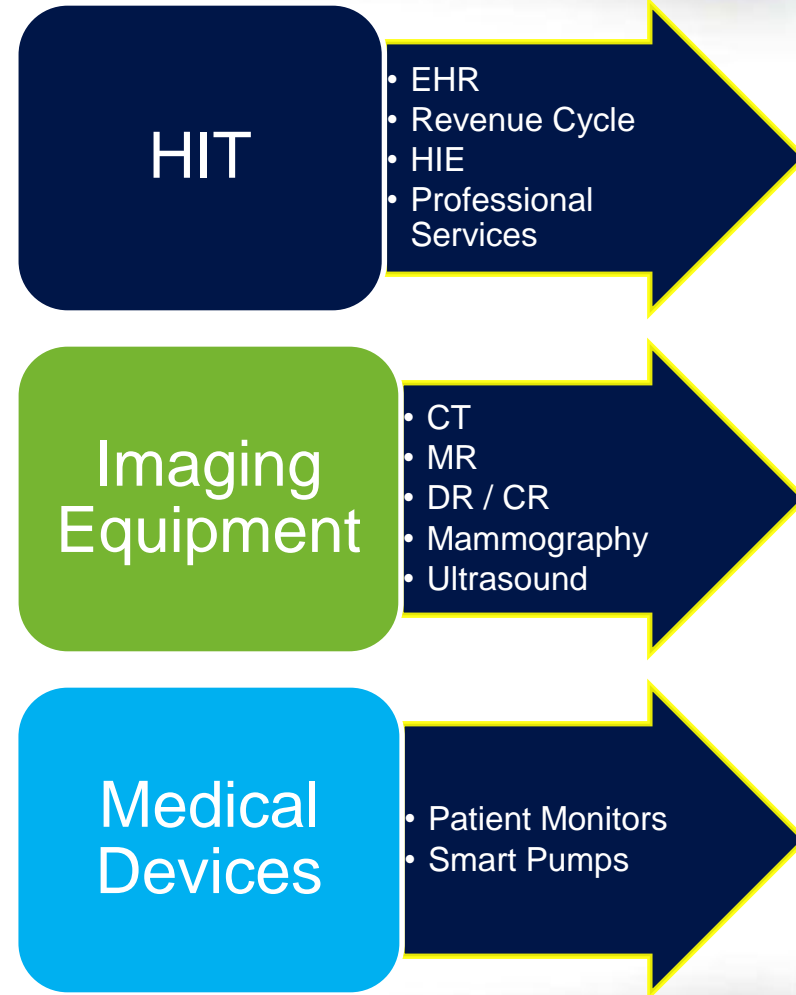 HIT
• EHR
• Revenue Cycle
• HIE
• Professional
Services
Imaging
Equipment
• CT
• MR
• DR / CR
• Mammography
• Ultrasound
Medical
Devices
• Patient Monitors
• Smart Pumps